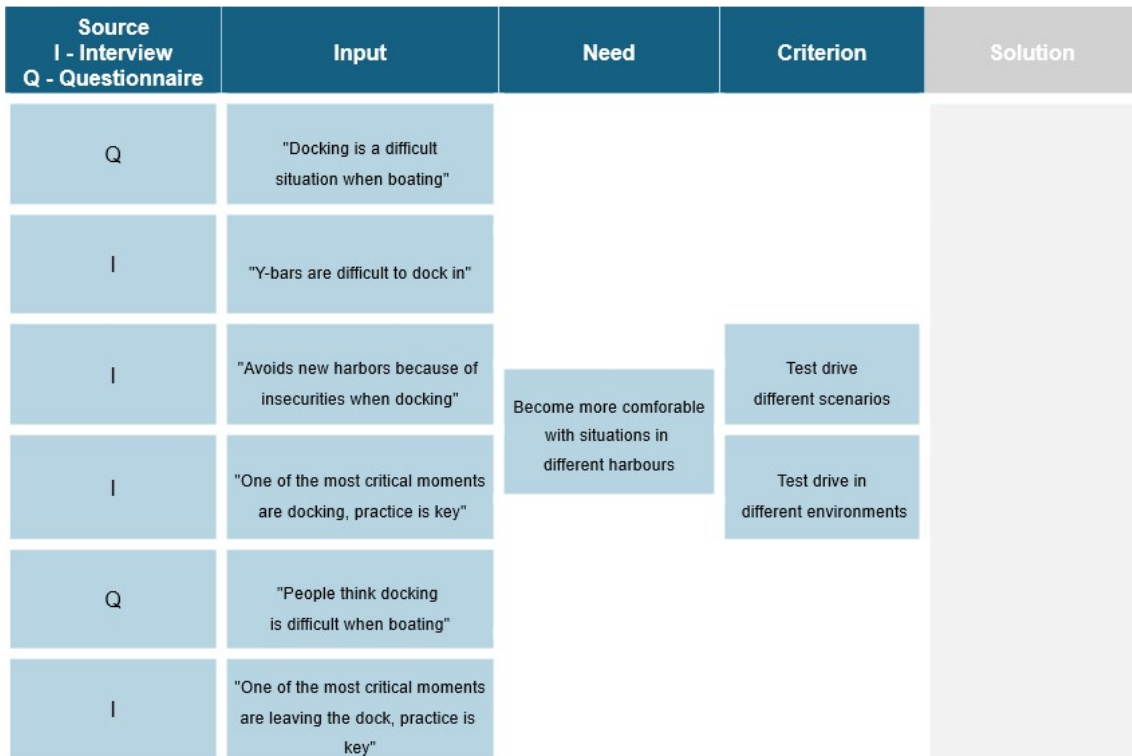 Source
I - Interview
Q - Questionnaire
Input
Need
Criterion
Solution
Q
"Docking is a difficult
situation when boating"
I
"Y-bars are difficult to dock in"
I
"Avoids new harbors because of
insecurities when docking"
I
"One of the most critical moments
are docking, practice is key"
Q
"People think docking
is difficult when boating"
I
"One of the most critical moments
are leaving the dock, practice is
key"
Become more comforable
with situations in
different harbours
Test drive
different scenarios
Test drive in
different environments